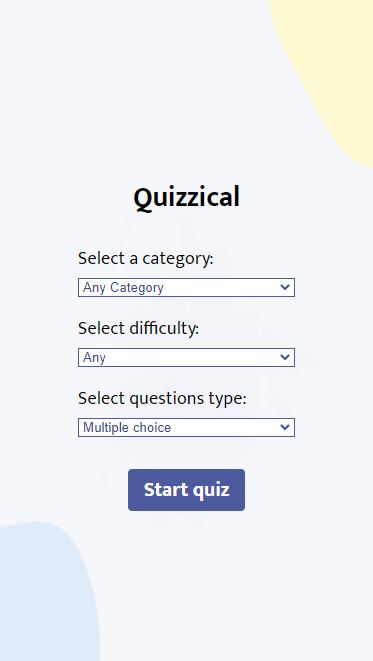 Quizzical
Select a category:
Any Category
Select difficulty:
Any
Select questions type:
Multiple choice
Start quiz